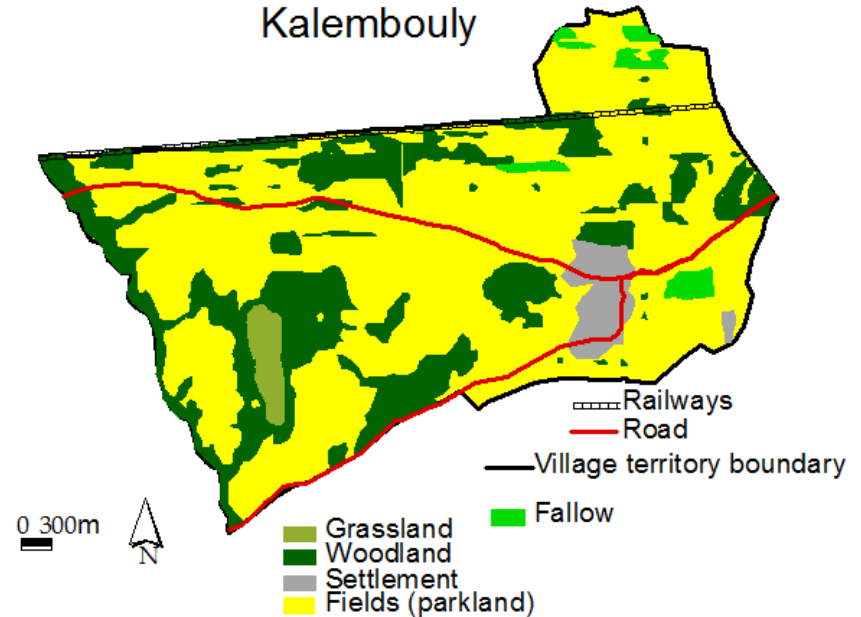 Kalembouly
Railways
Road
Village territory boundary
Fallow
0 300m
N
Grassland
Woodland
Settlement
Fields (parkland)